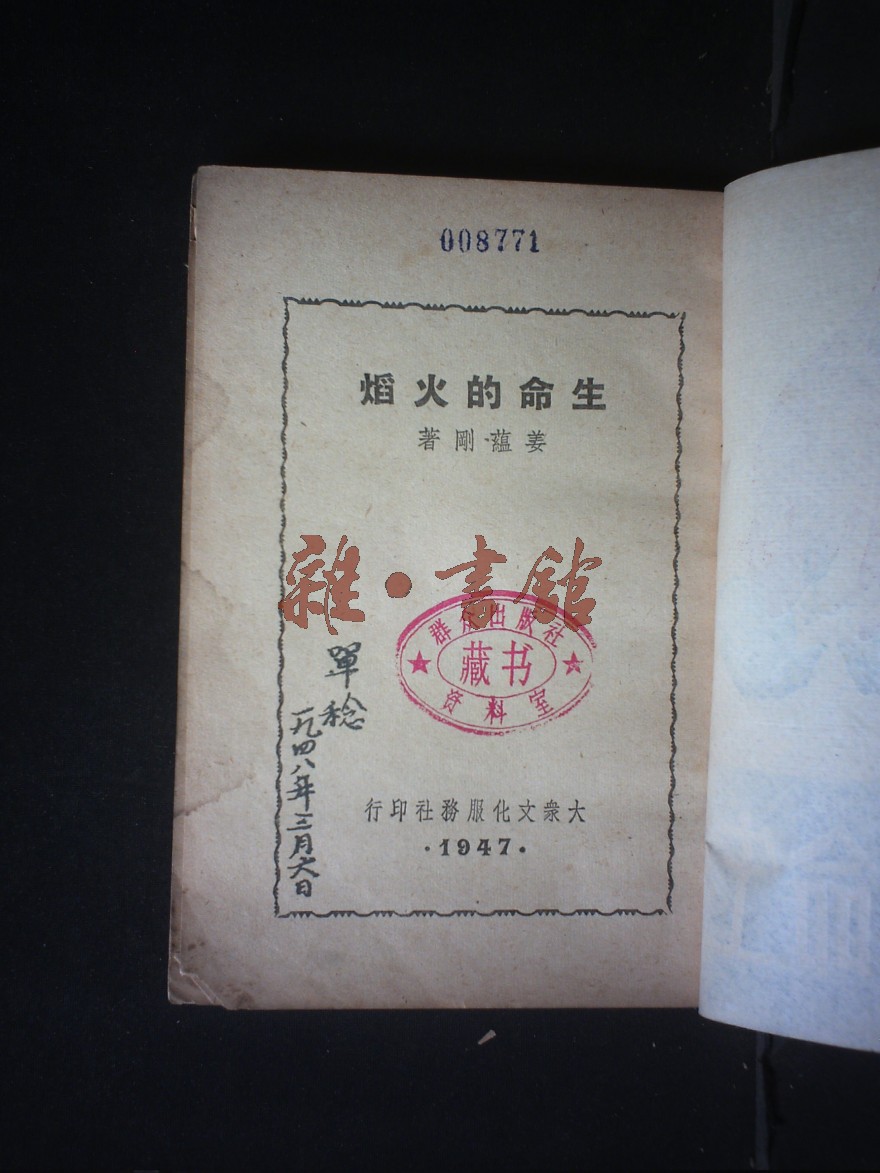 008771
生命的火焰
姜蘊剛著
雜·書館
群众出版社
藏书
资料室
單稔
一九四八年三月六日
大衆文化服務社印行
·1947·